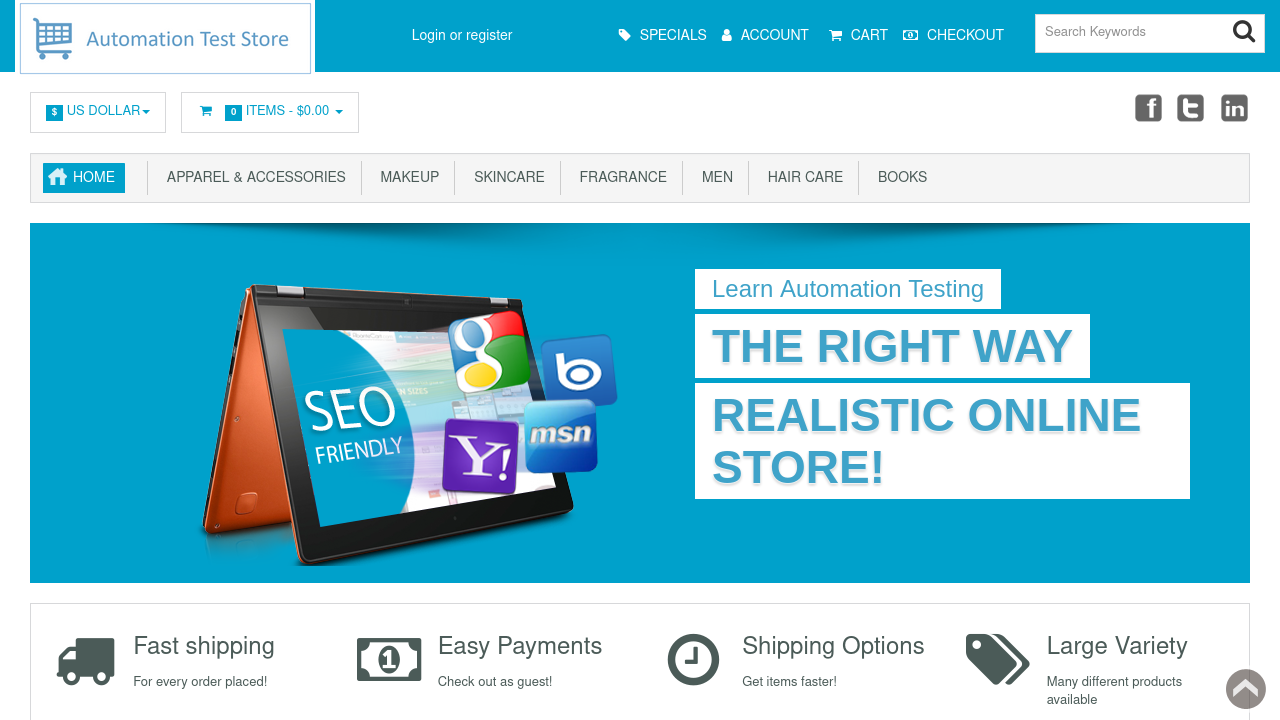 Automation Test Store
Login or register
SPECIALS
ACCOUNT
CART
CHECKOUT
Search Keywords
$ US DOLLAR
0 ITEMS - $0.00
f
t
in
HOME
APPAREL & ACCESSORIES
MAKEUP
SKINCARE
FRAGRANCE
MEN
HAIR CARE
BOOKS
SEO
FRIENDLY
g
b
Y!
msn
Learn Automation Testing
THE RIGHT WAY
REALISTIC ONLINE
STORE!
1
Fast shipping
For every order placed!
Easy Payments
Check out as guest!
Shipping Options
Get items faster!
Large Variety
Many different products
available